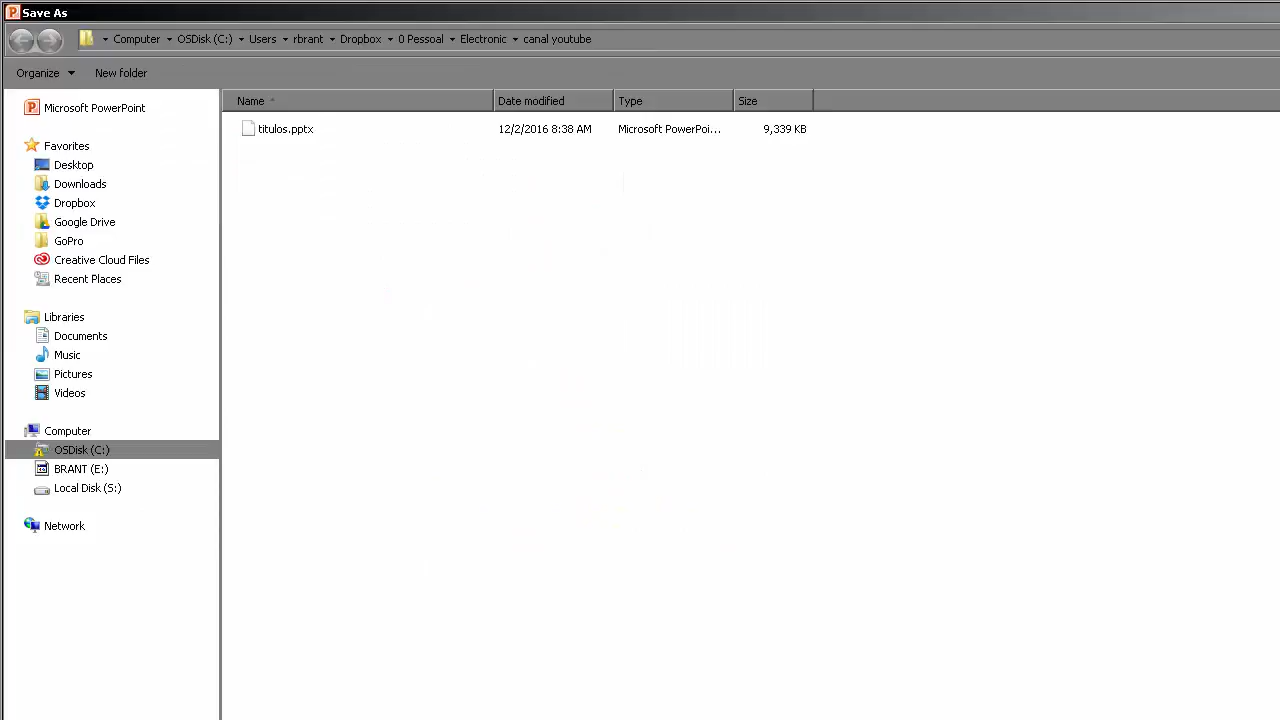 Save As
Computer OSDisk (C:) Users rbrant Dropbox 0 Pessoal Electronic canal youtube
Organize New folder
Name Date modified Type Size
Microsoft PowerPoint
titulos.pptx 12/2/2016 8:38 AM Microsoft PowerPoi... 9,339 KB
Favorites
Desktop
Downloads
Dropbox
Google Drive
GoPro
Creative Cloud Files
Recent Places
Libraries
Documents
Music
Pictures
Videos
Computer
OSDisk (C:)
BRANT (E:)
Local Disk (S:)
Network